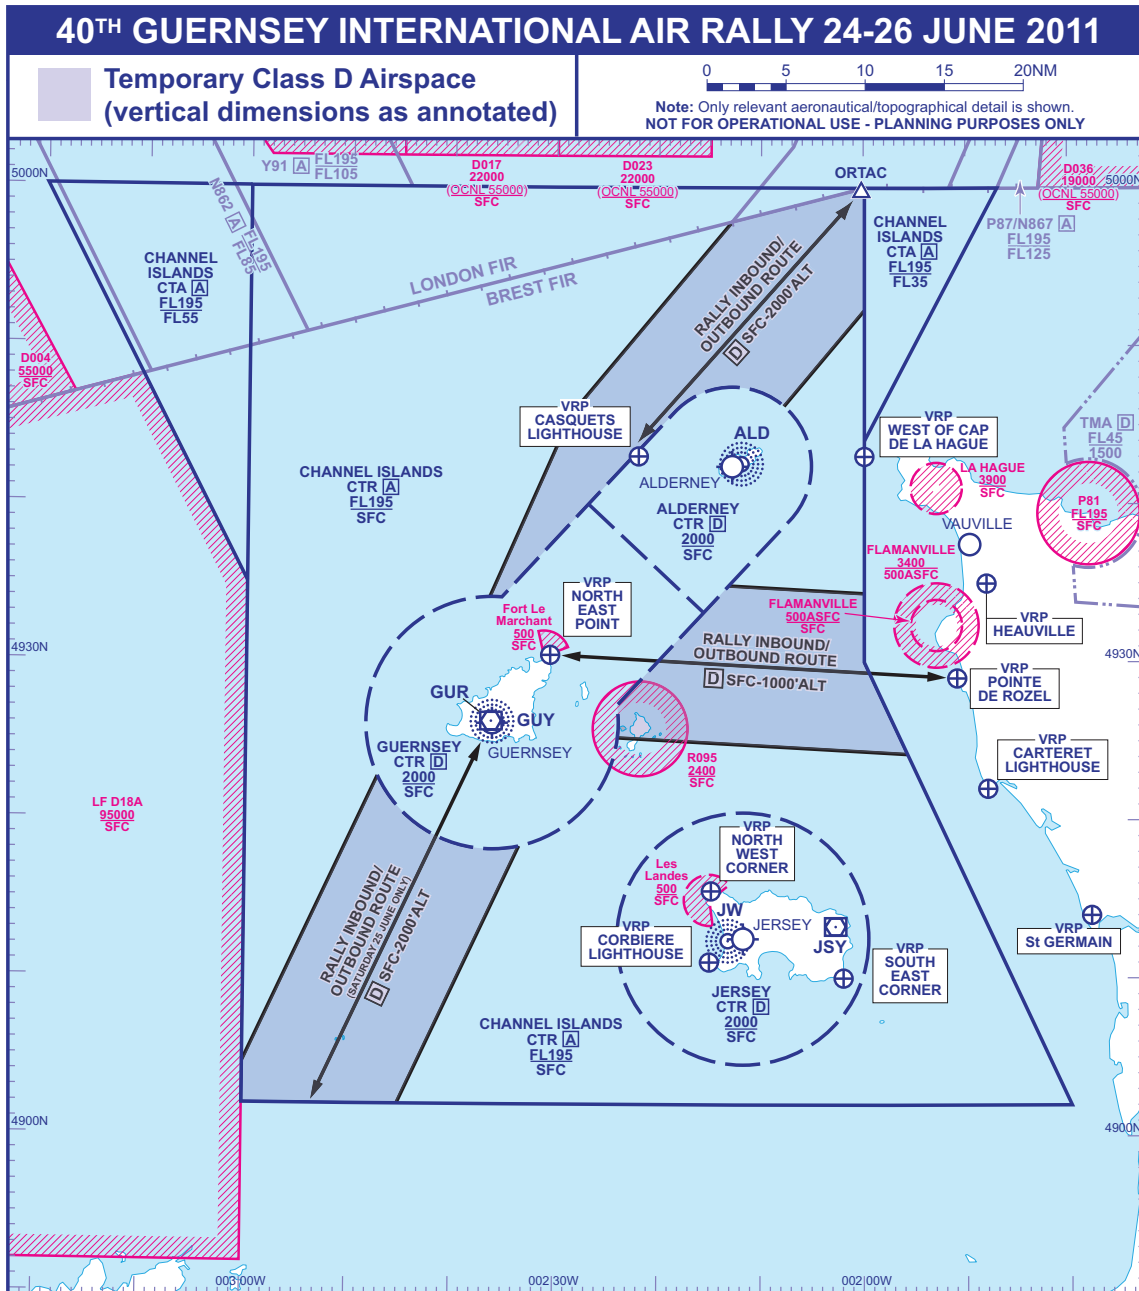 40TH GUERNSEY INTERNATIONAL AIR RALLY 24-26 JUNE 2011
Temporary Class D Airspace
(vertical dimensions as annotated)
0 5 10 15 20NM
Note: Only relevant aeronautical/topographical detail is shown.
NOT FOR OPERATIONAL USE - PLANNING PURPOSES ONLY
5000N
Y91 A FL195
FL105
D017
22000
(OCNL 55000)
SFC
D023
22000
(OCNL 55000)
SFC
ORTAC
D036
19000
(OCNL 55000)
SFC
5000N
N862 A FL195
FL85
P87/N867 A
FL195
FL125
CHANNEL
ISLANDS
CTA A
FL195
FL55
CHANNEL
ISLANDS
CTA A
FL195
FL35
LONDON FIR
BREST FIR
RALLY INBOUND/
OUTBOUND ROUTE
D SFC-2000'ALT
D004
55000
SFC
VRP
CASQUETS
LIGHTHOUSE
ALD
ALDERNEY
VRP
WEST OF CAP
DE LA HAGUE
TMA D
FL45
1500
LA HAGUE
3900
SFC
P81
FL195
SFC
CHANNEL ISLANDS
CTR A
FL195
SFC
ALDERNEY
CTR D
2000
SFC
VAUVILLE
FLAMANVILLE
3400
500ASFC
VRP
NORTH
EAST
POINT
Fort Le
Marchant
500
SFC
FLAMANVILLE
500ASFC
SFC
VRP
HEAUVILLE
4930N
4930N
RALLY INBOUND/
OUTBOUND ROUTE
D SFC-1000'ALT
VRP
POINTE
DE ROZEL
GUR
GUY
GUERNSEY
GUERNSEY
CTR D
2000
SFC
R095
2400
SFC
VRP
CARTERET
LIGHTHOUSE
LF D18A
95000
SFC
RALLY INBOUND/
OUTBOUND ROUTE
(SATURDAY 25 JUNE ONLY)
D SFC-2000'ALT
VRP
NORTH
WEST
CORNER
Les
Landes
500
SFC
JW
JERSEY
JSY
VRP
CORBIERE
LIGHTHOUSE
VRP
SOUTH
EAST
CORNER
VRP
St GERMAIN
JERSEY
CTR D
2000
SFC
CHANNEL ISLANDS
CTR A
FL195
SFC
4900N
4900N
003 00W
002 30W
002 00W